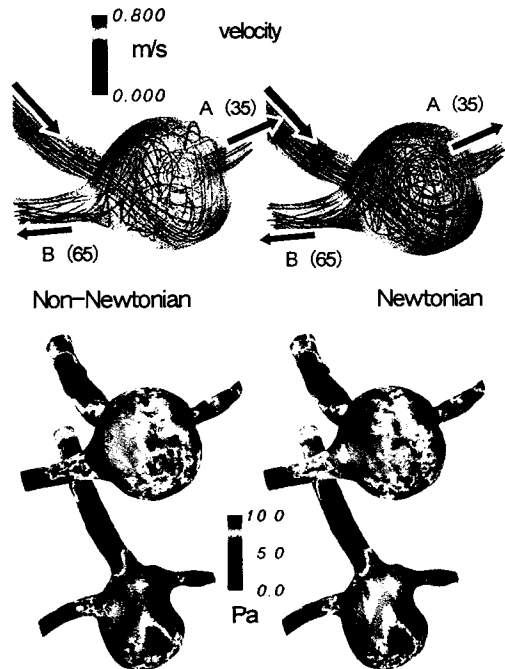 0.800
velocity
m/s
0.000
A (35)
A (35)
B (65)
B (65)
Non-Newtonian
Newtonian
10.0
5.0
0.0
Pa